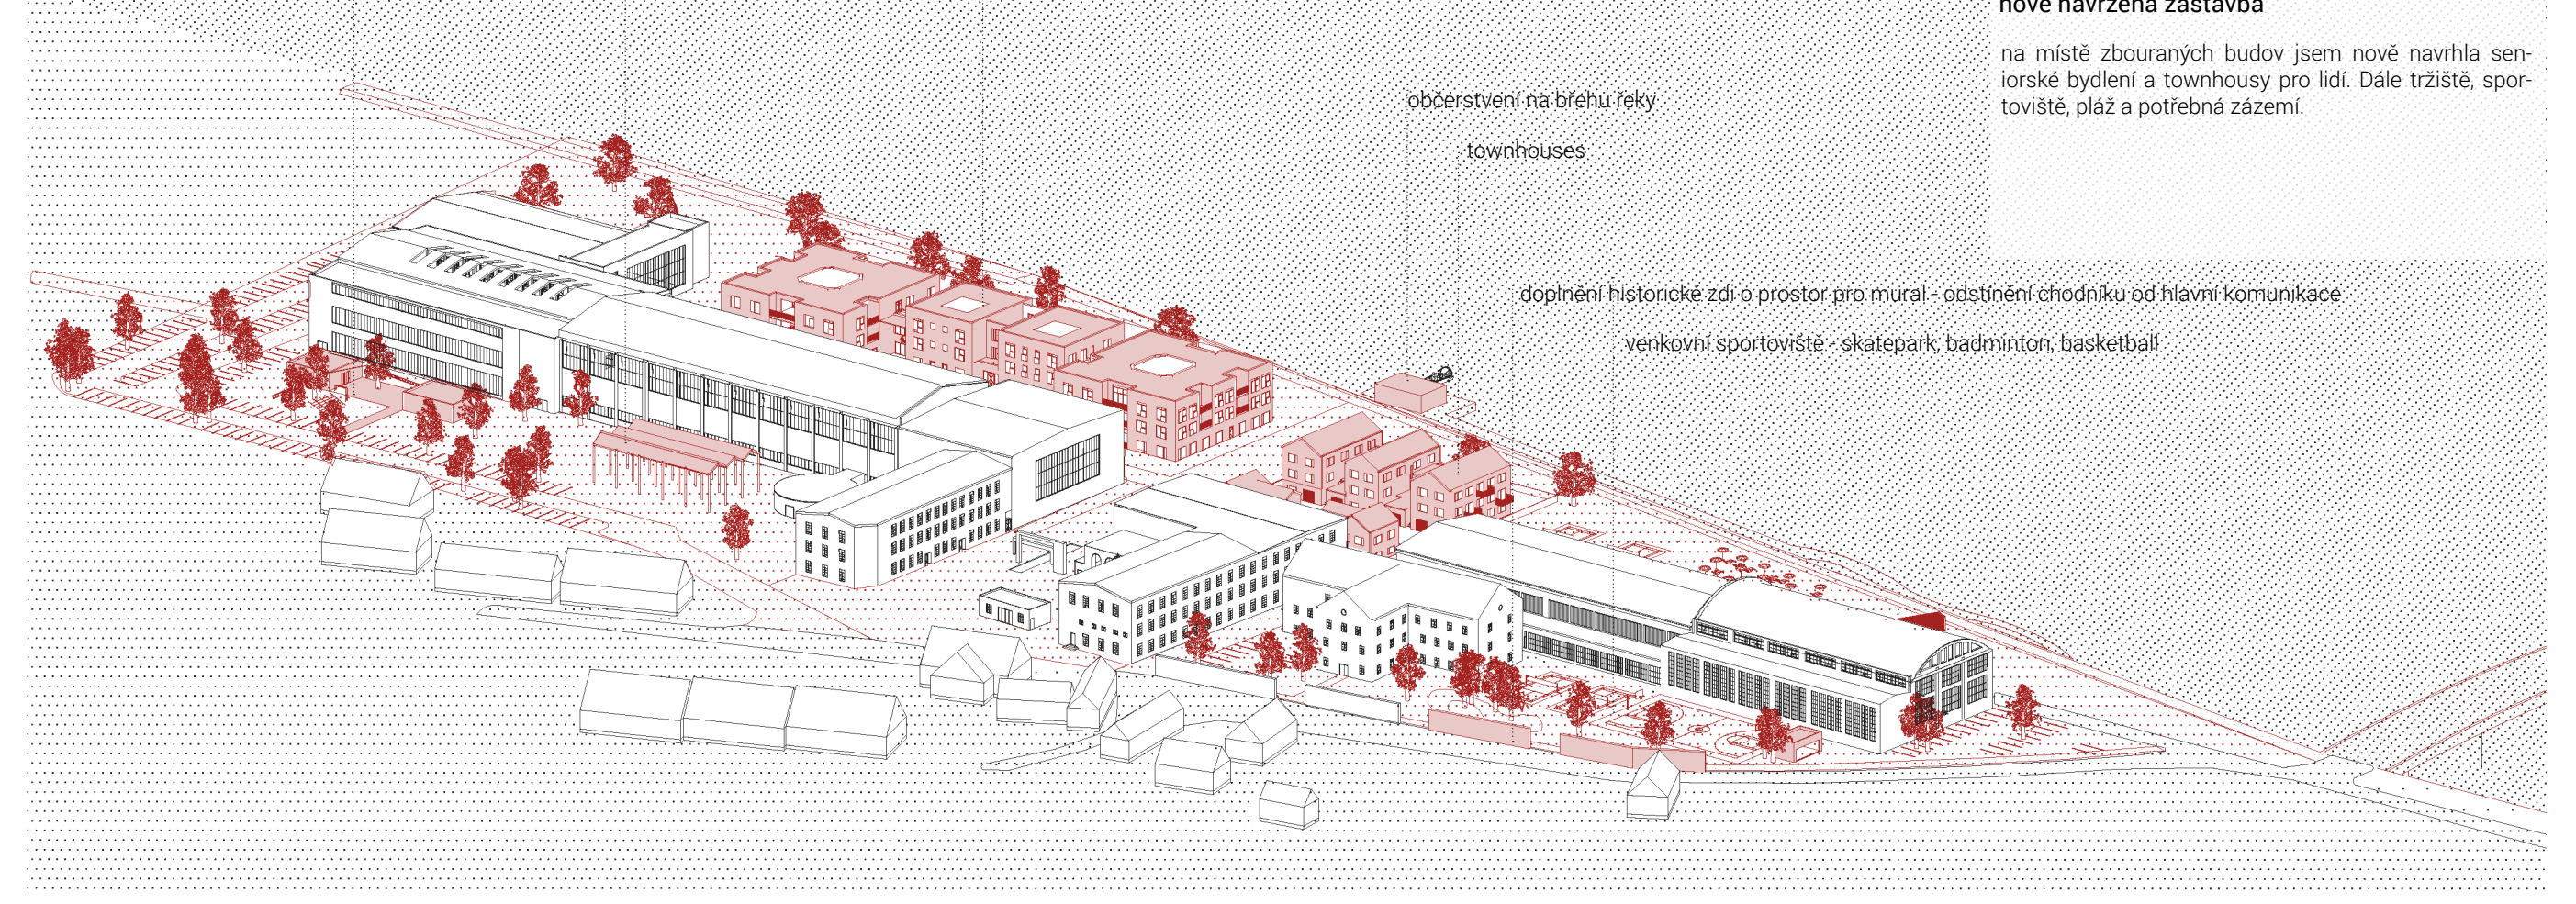 nově navržená zástavba
na místě zbouraných budov jsem nově navrhla sen-
iorské bydlení a townhousy pro lidí. Dále tržiště, spor-
toviště, pláž a potřebná zázemí.
občerstvení na břehu řeky
townhouses
doplnění historické zdi o prostor pro mural - odstínění chodníku od hlavní komunikace
venkovní sportoviště - skatepark, badminton, basketball